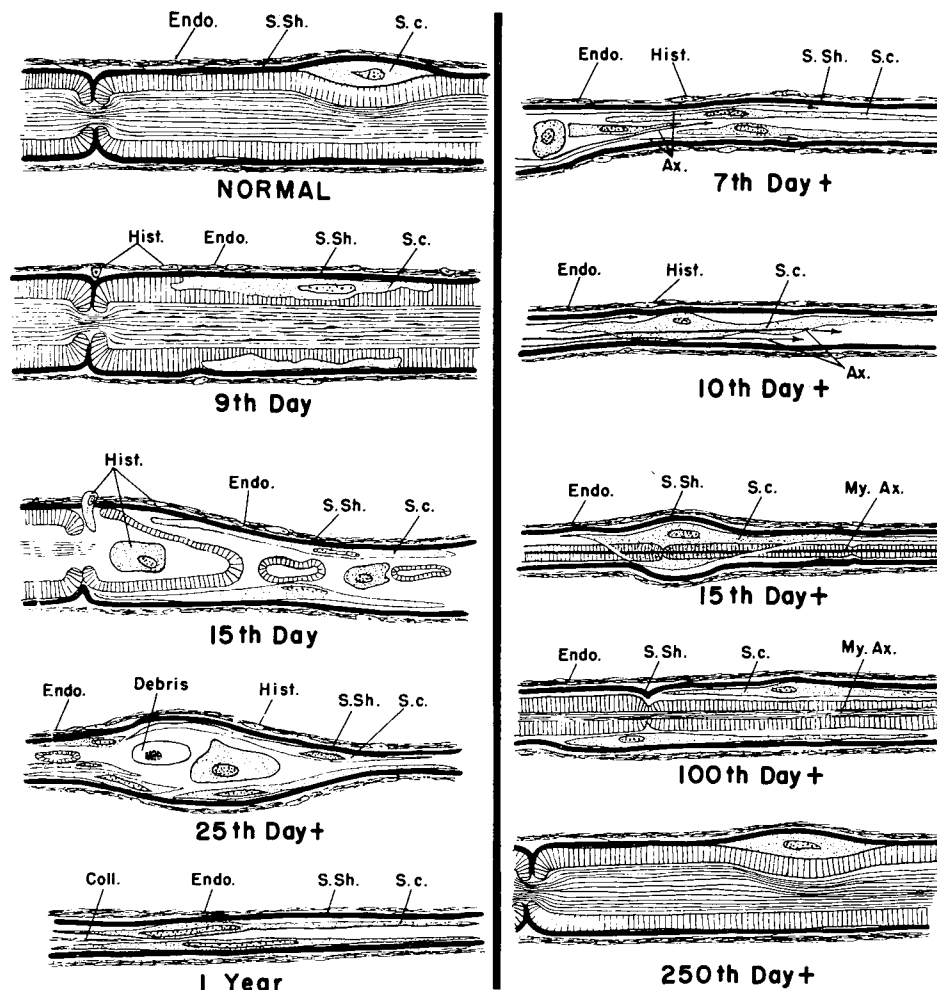 Endo. S.Sh. S.c.
NORMAL
Hist. Endo. S.Sh. S.c.
9th Day
Hist. Endo. S.Sh. S.c.
15th Day
Endo. Debris Hist. S.Sh. S.c.
25th Day+
Coll. Endo. S.Sh. S.c.
1 Year
Endo. Hist. S.Sh. S.c.
Ax.
7th Day +
Endo. Hist. S.c.
Ax.
10th Day +
Endo. S.Sh. S.c. My. Ax.
15th Day+
Endo. S.Sh. S.c. My. Ax.
100th Day+
250th Day+